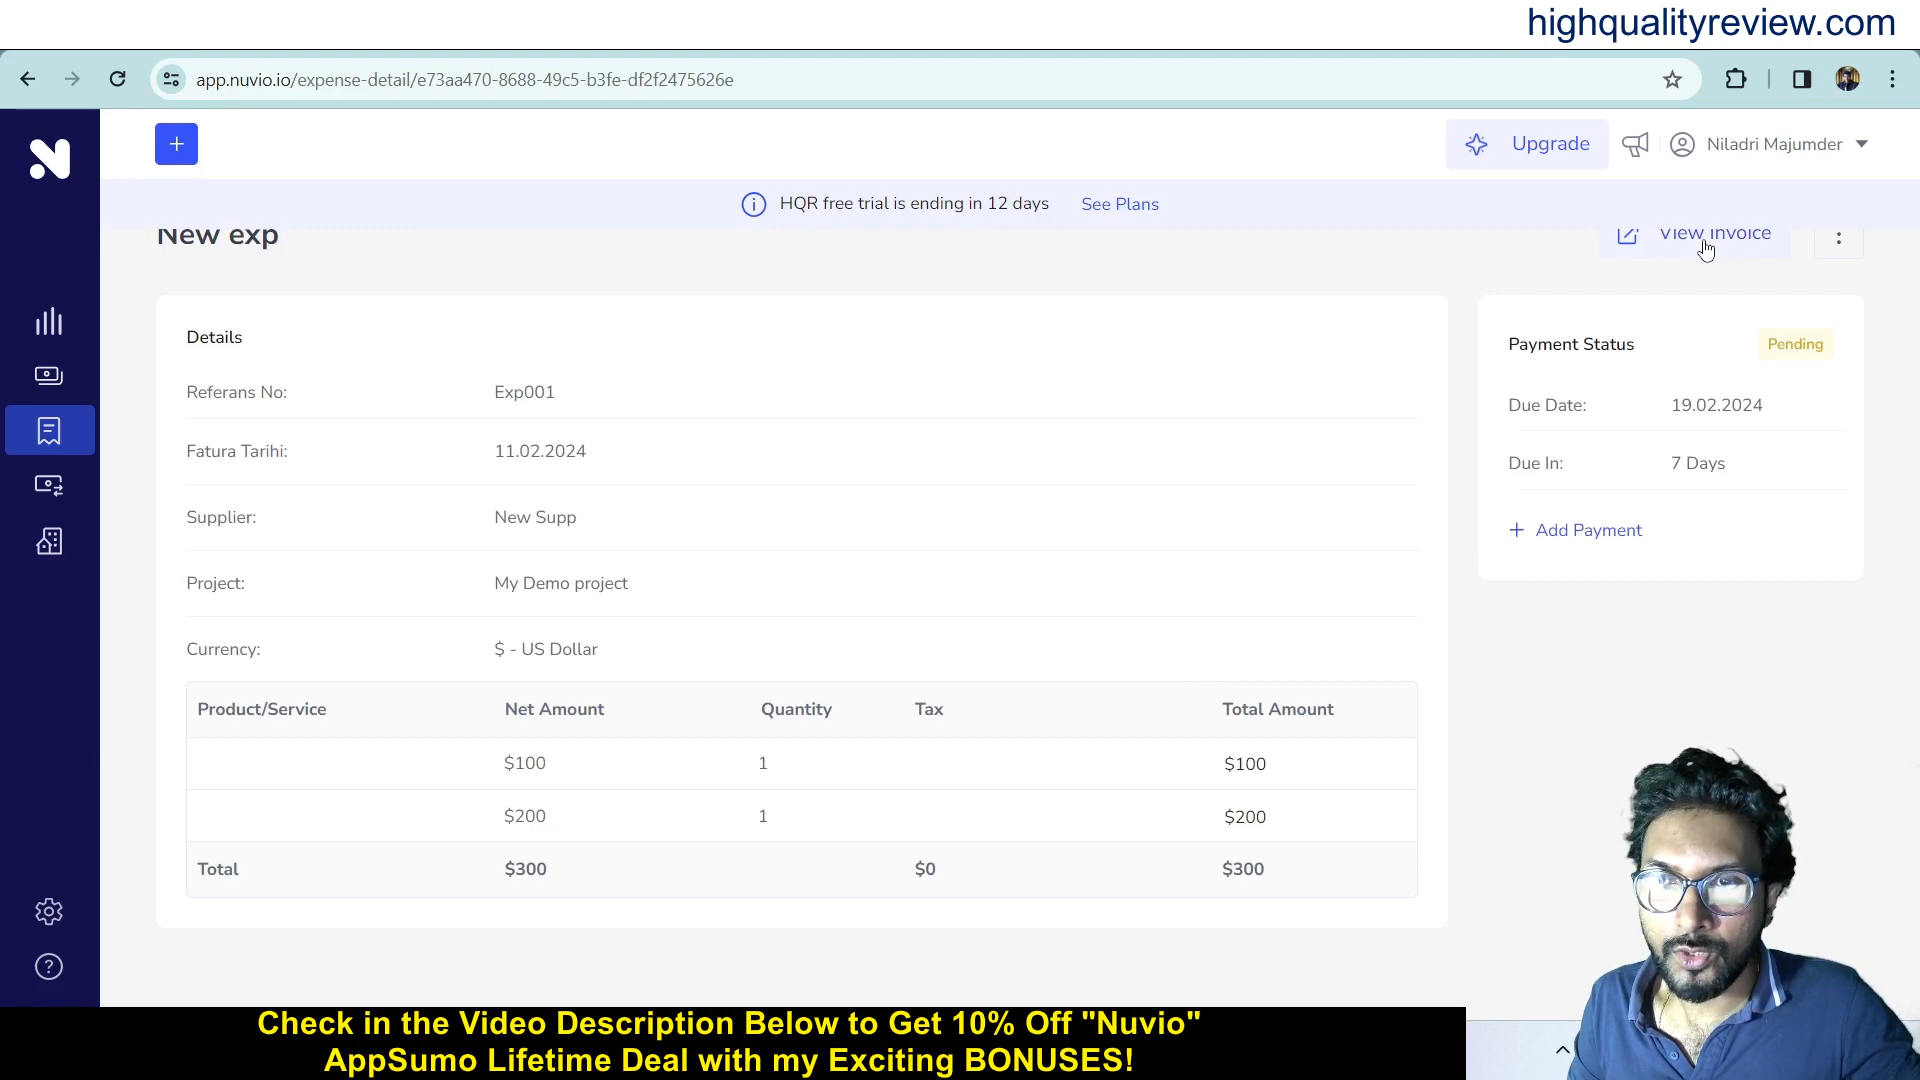 highqualityreview.com
app.nuvio.io/expense-detail/e73aa470-8688-49c5-b3fe-df2f2475626e
+
Upgrade
Niladri Majumder
HQR free trial is ending in 12 days See Plans
New exp
View Invoice
Details
Referans No: Exp001
Fatura Tarihi: 11.02.2024
Supplier: New Supp
Project: My Demo project
Currency: $ - US Dollar
Product/Service Net Amount Quantity Tax Total Amount
$100 1 $100
$200 1 $200
Total $300 $0 $300
Payment Status Pending
Due Date: 19.02.2024
Due In: 7 Days
+ Add Payment
Check in the Video Description Below to Get 10% Off "Nuvio"
AppSumo Lifetime Deal with my Exciting BONUSES!